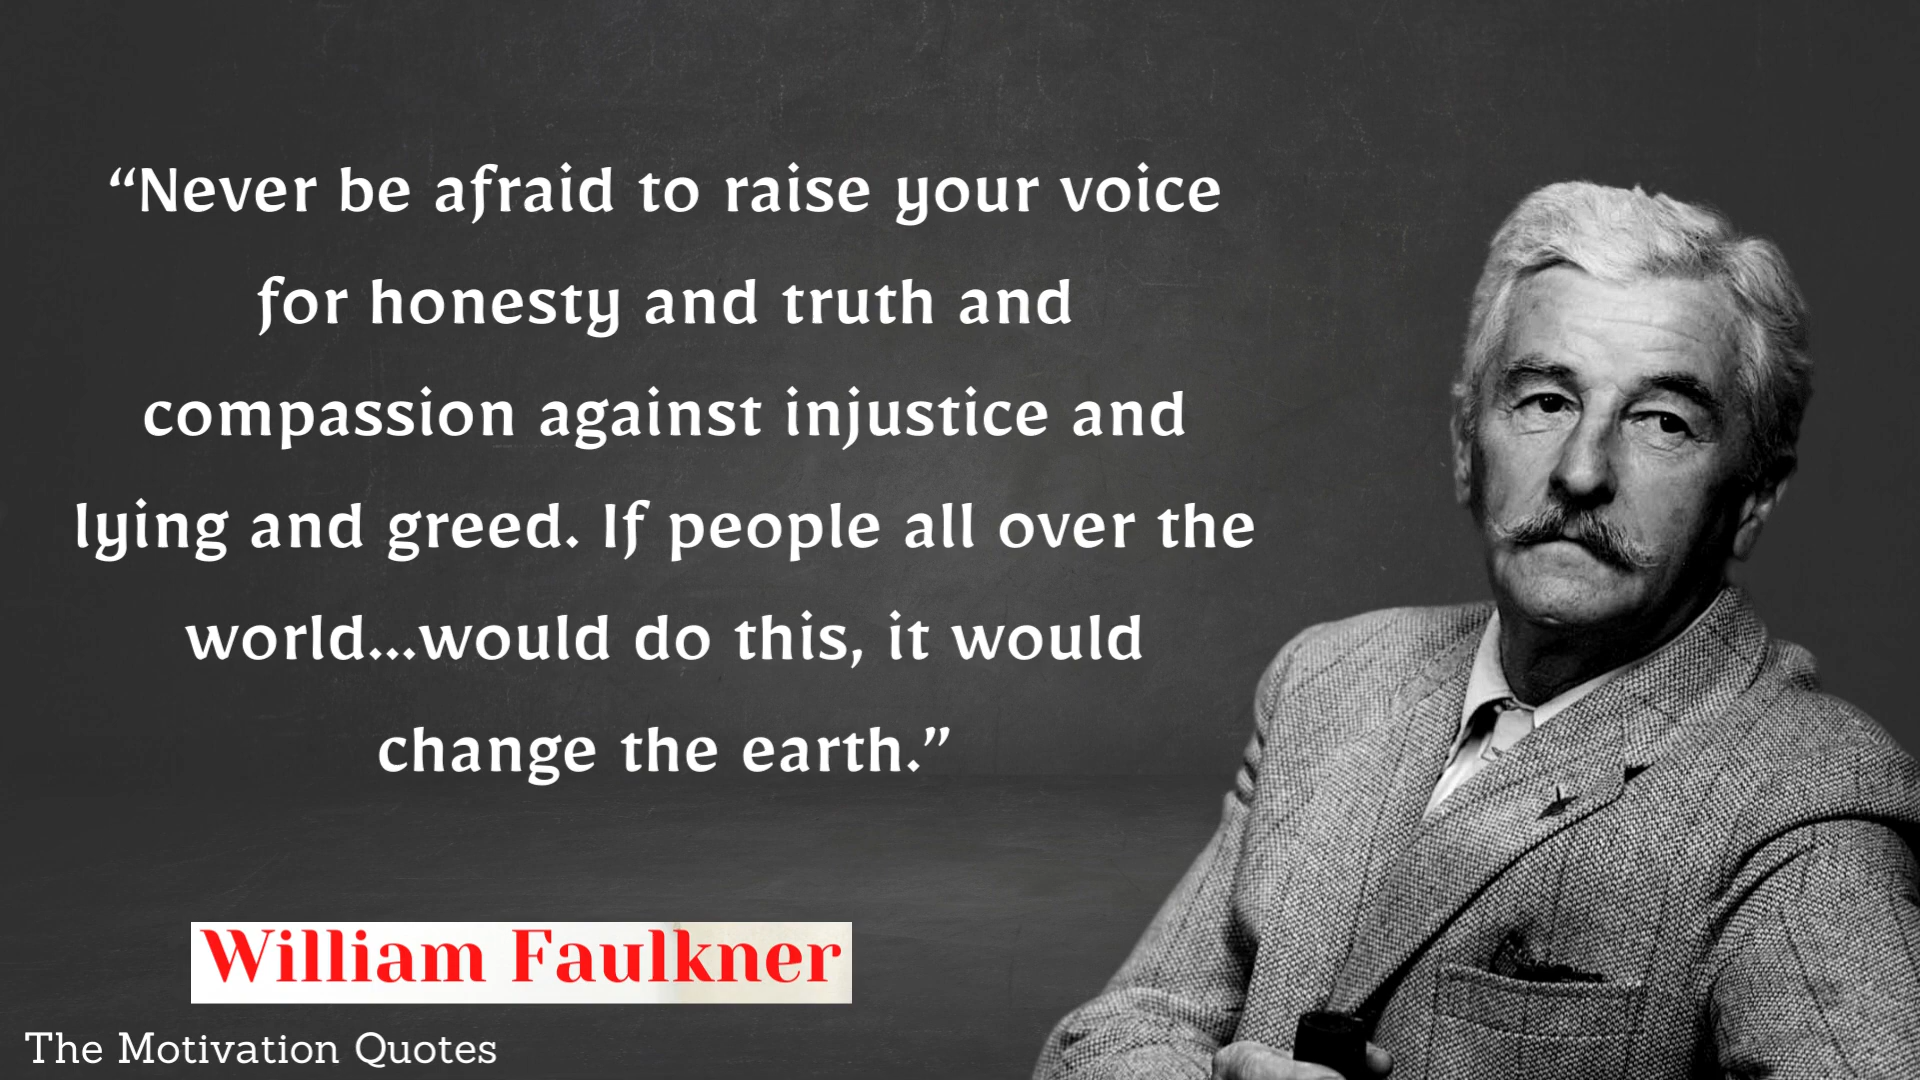 “Never be afraid to raise your voice
for honesty and truth and
compassion against injustice and
lying and greed. If people all over the
world...would do this, it would
change the earth.”
William Faulkner
The Motivation Quotes